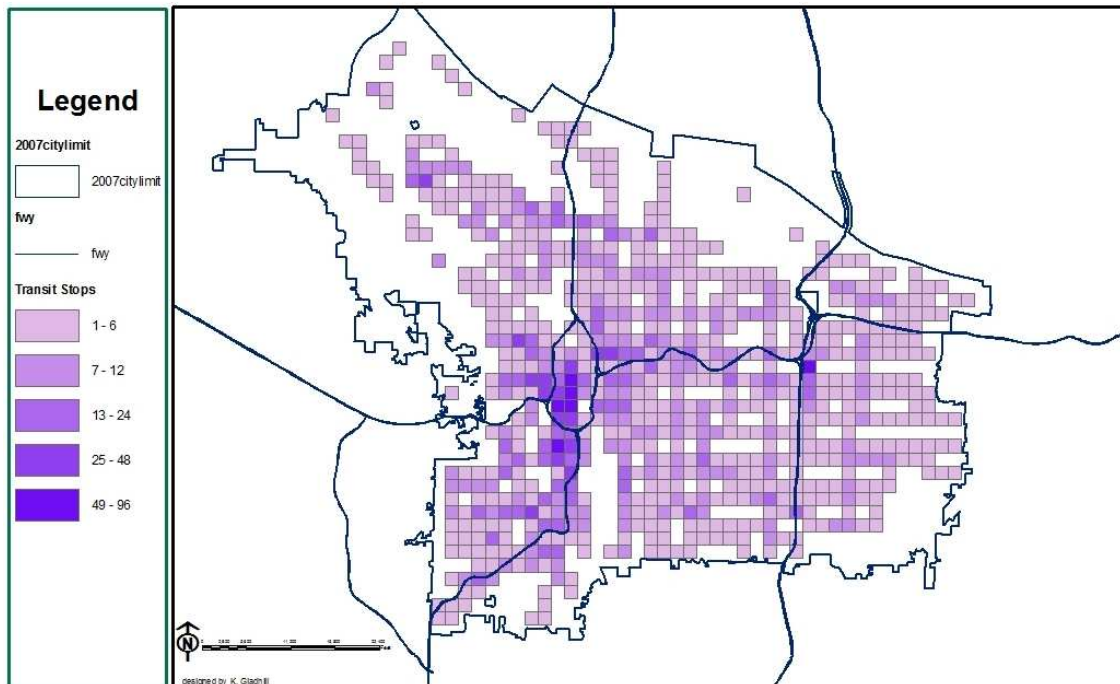 Legend
2007citylimit
2007citylimit
fwy
fwy
Transit Stops
1 - 6
7 - 12
13 - 24
25 - 48
49 - 96
N
designed by K. Gladhill